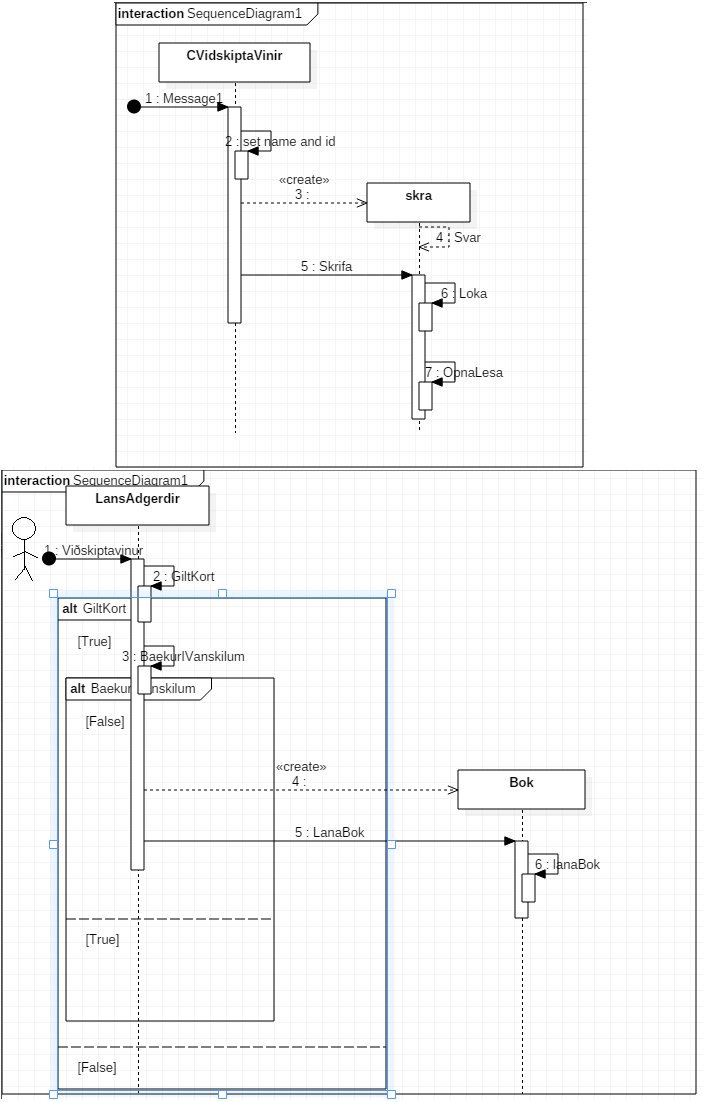 interaction SequenceDiagram1
CVidskiptaVinir
1 : Message1
2 : set name and id
«create»
3 :
skra
4 : Svar
5 : Skrifa
6 : Loka
7 : OpnaLesa
interaction SequenceDiagram1
LansAdgerdir
1 : Viðskiptavinur
2 : GiltKort
alt GiltKort
[True]
3 : BaekurIVanskilum
alt BaekurIVanskilum
[False]
«create»
4 :
Bok
5 : LanaBok
6 : lanaBok
[True]
[False]